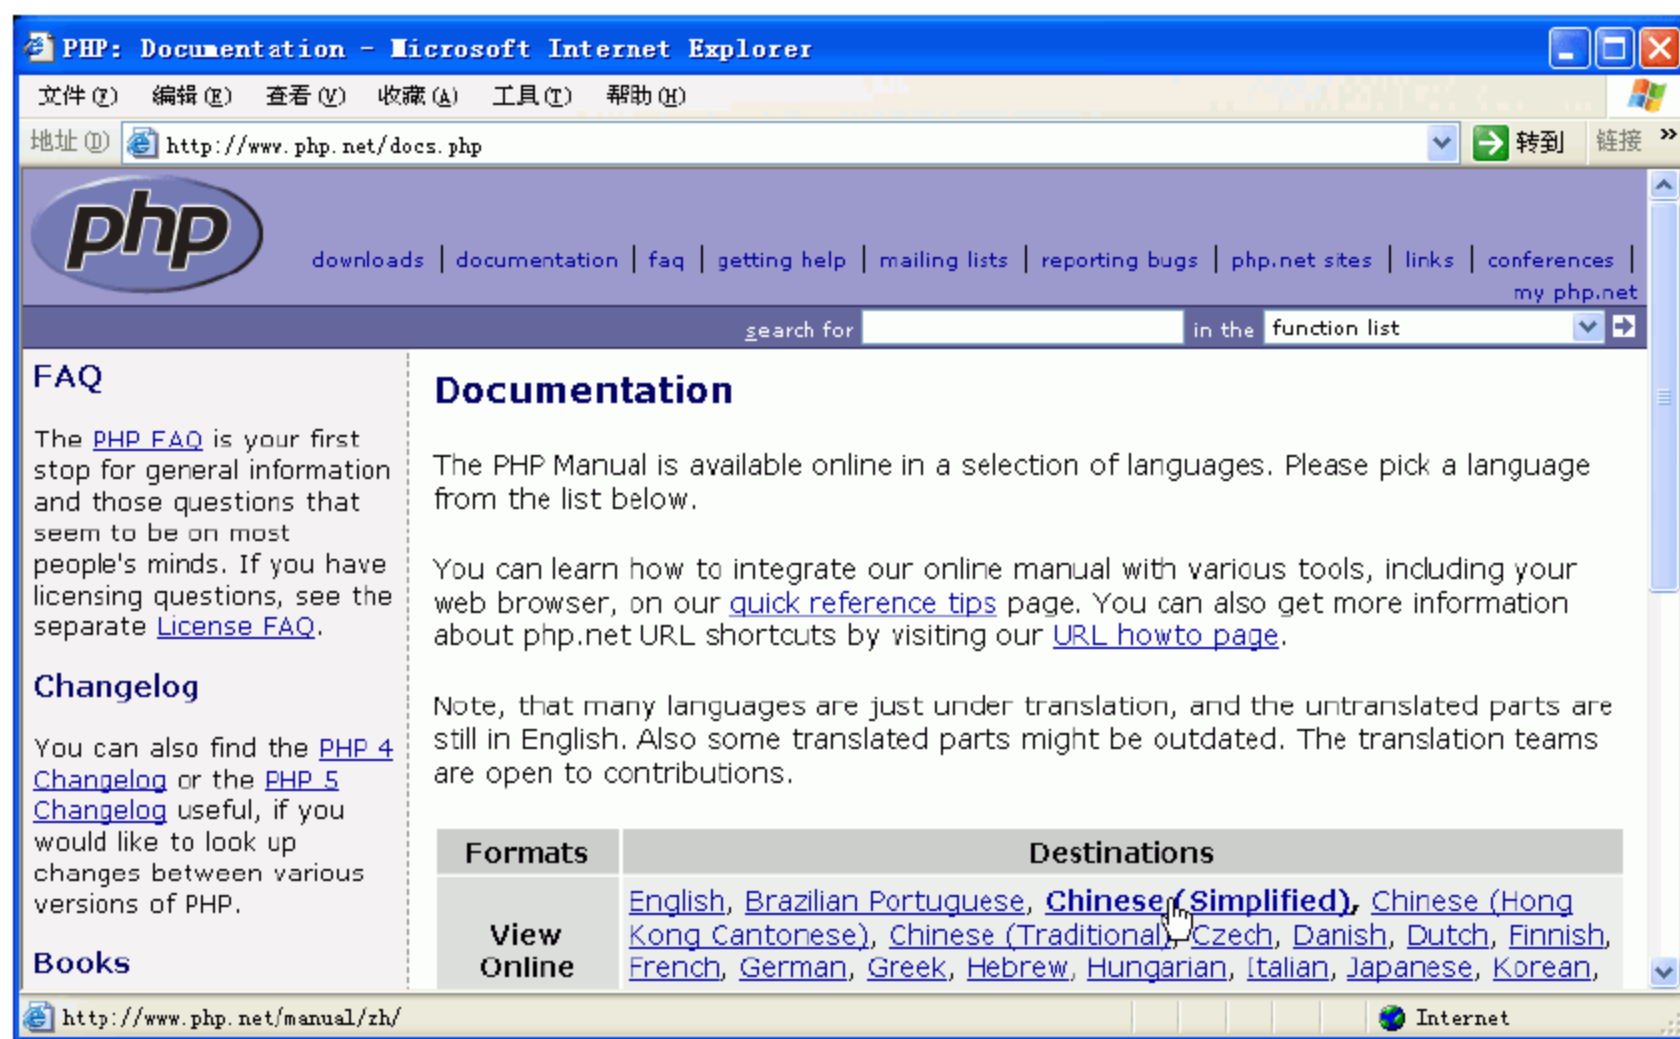 PHP: Documentation - Microsoft Internet Explorer
文件(F) 编辑(E) 查看(V) 收藏(A) 工具(T) 帮助(H)
地址(D) http://www.php.net/docs.php 转到 链接 »
php
downloads | documentation | faq | getting help | mailing lists | reporting bugs | php.net sites | links | conferences |
my php.net
search for in the function list
FAQ
The PHP FAQ is your first
stop for general information
and those questions that
seem to be on most
people's minds. If you have
licensing questions, see the
separate License FAQ.
Changelog
You can also find the PHP 4
Changelog or the PHP 5
Changelog useful, if you
would like to look up
changes between various
versions of PHP.
Books
Documentation
The PHP Manual is available online in a selection of languages. Please pick a language
from the list below.
You can learn how to integrate our online manual with various tools, including your
web browser, on our quick reference tips page. You can also get more information
about php.net URL shortcuts by visiting our URL howto page.
Note, that many languages are just under translation, and the untranslated parts are
still in English. Also some translated parts might be outdated. The translation teams
are open to contributions.
Formats Destinations
View
Online
English, Brazilian Portuguese, Chinese (Simplified), Chinese (Hong
Kong Cantonese), Chinese (Traditional), Czech, Danish, Dutch, Finnish,
French, German, Greek, Hebrew, Hungarian, Italian, Japanese, Korean,
http://www.php.net/manual/zh/ Internet